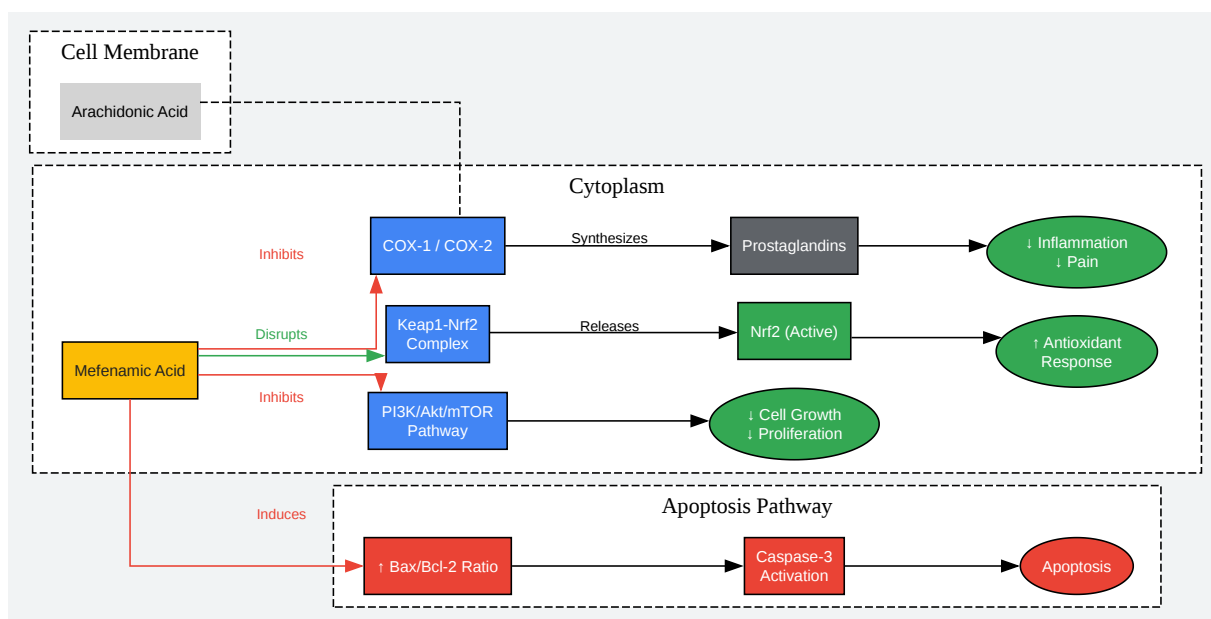 Cell Membrane
Arachidonic Acid
Cytoplasm
Inhibits
COX-1 / COX-2
Synthesizes
Prostaglandins
↓ Inflammation
↓ Pain
Disrupts
Keap1-Nrf2
Complex
Releases
Nrf2 (Active)
↑ Antioxidant
Response
Mefenamic Acid
Inhibits
PI3K/Akt/mTOR
Pathway
↓ Cell Growth
↓ Proliferation
Apoptosis Pathway
Induces
↑ Bax/Bcl-2 Ratio
Caspase-3
Activation
Apoptosis